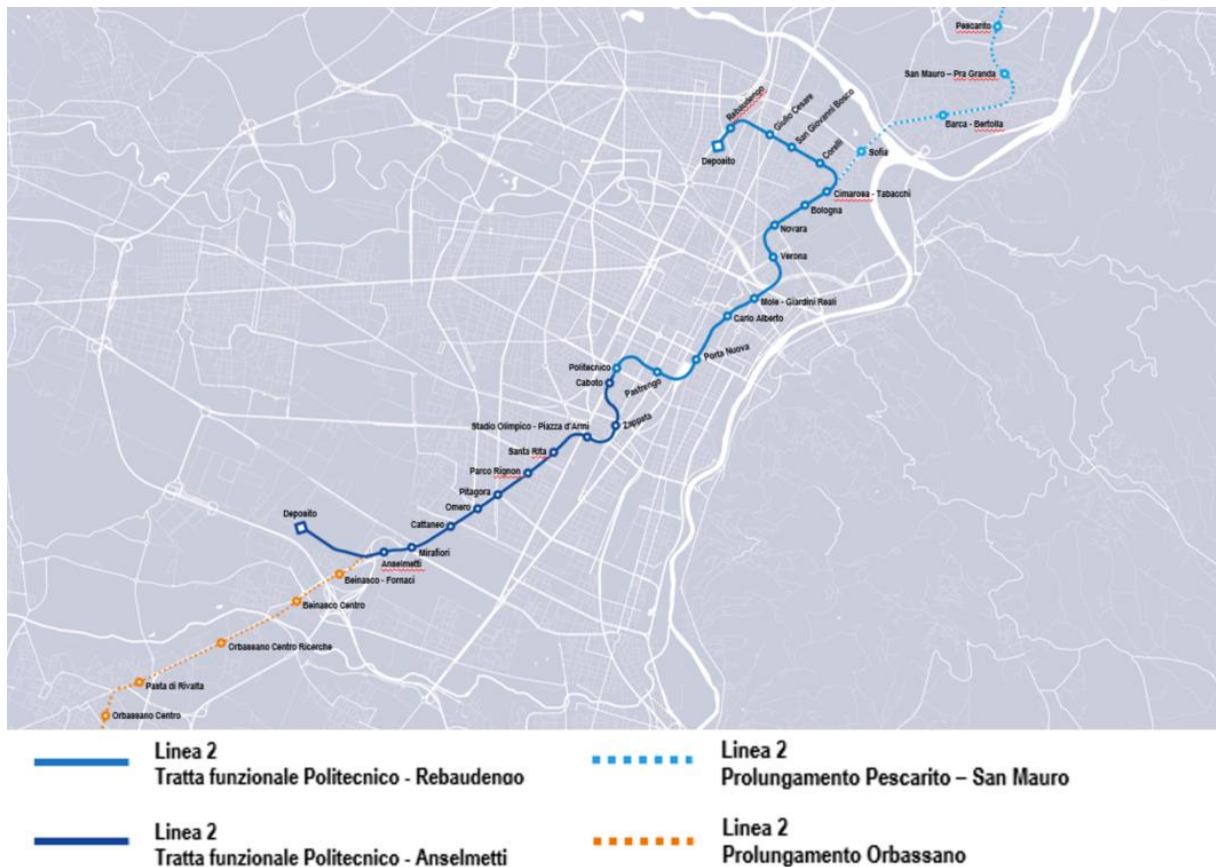 Pescarito
San Mauro – Pra Granda
Barca - Bertolla
Sofia
Rebaudengo
Giulio Cesare
San Giovanni Bosco
Corelli
Deposito
Cimarosa - Tabacchi
Bologna
Novara
Verona
Mole - Giardini Reali
Carlo Alberto
Porta Nuova
Politecnico
Pastrengo
Caboto
Zappata
Stadio Olimpico - Piazza d'Armi
Santa Rita
Parco Rignon
Pitagora
Omero
Cattaneo
Mirafiori
Deposito
Anselmetti
Beinasco - Fornaci
Beinasco Centro
Orbassano Centro Ricerche
Pasta di Rivalta
Orbassano Centro
Linea 2
Tratta funzionale Politecnico - Rebaudengo
Linea 2
Prolungamento Pescarito – San Mauro
Linea 2
Tratta funzionale Politecnico - Anselmetti
Linea 2
Prolungamento Orbassano